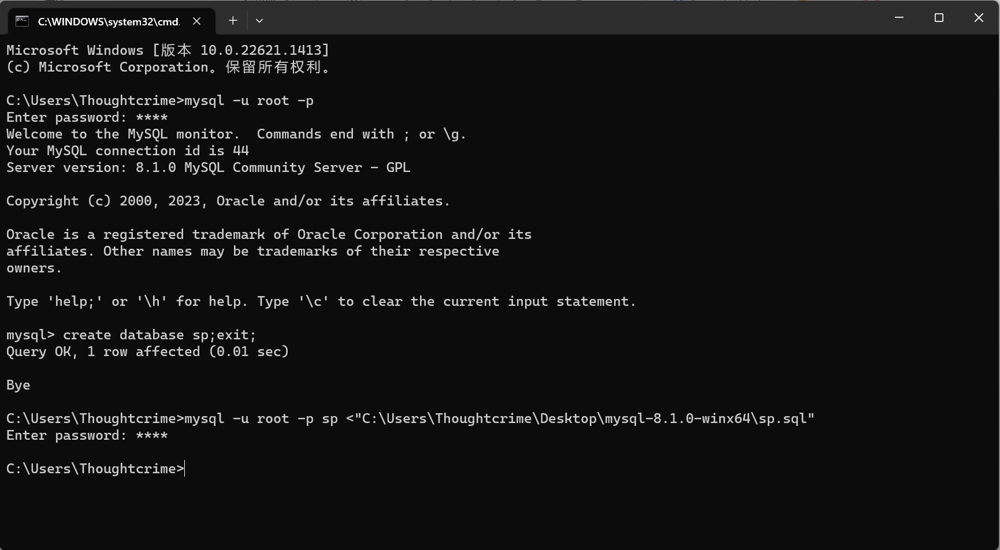 C:\WINDOWS\system32\cmd.
Microsoft Windows [版本 10.0.22621.1413]
(c) Microsoft Corporation。保留所有权利。
C:\Users\Thoughtcrime>mysql -u root -p
Enter password: ****
Welcome to the MySQL monitor.  Commands end with ; or \g.
Your MySQL connection id is 44
Server version: 8.1.0 MySQL Community Server - GPL
Copyright (c) 2000, 2023, Oracle and/or its affiliates.
Oracle is a registered trademark of Oracle Corporation and/or its
affiliates. Other names may be trademarks of their respective
owners.
Type 'help;' or '\h' for help. Type '\c' to clear the current input statement.
mysql> create database sp;exit;
Query OK, 1 row affected (0.01 sec)
Bye
C:\Users\Thoughtcrime>mysql -u root -p sp <"C:\Users\Thoughtcrime\Desktop\mysql-8.1.0-winx64\sp.sql"
Enter password: ****
C:\Users\Thoughtcrime>